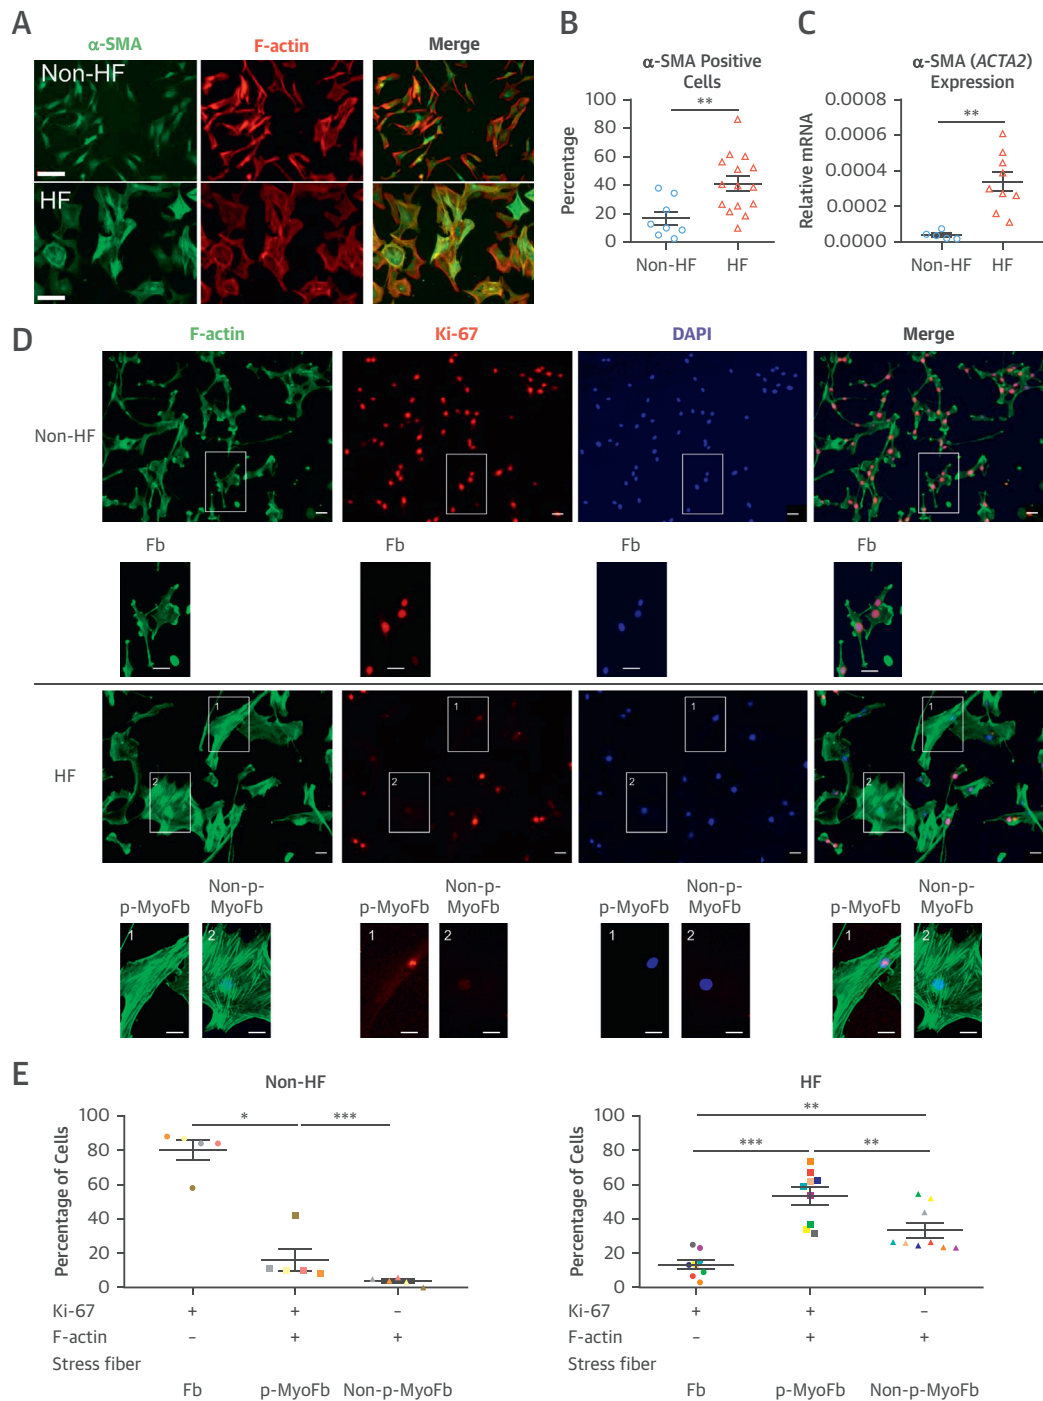 A
α-SMA
F-actin
Merge
Non-HF
HF
B
α-SMA Positive
Cells
**
100
80
60
40
20
0
Percentage
Non-HF
HF
C
α-SMA (ACTA2)
Expression
**
0.0008
0.0006
0.0004
0.0002
0.0000
Relative mRNA
Non-HF
HF
D
F-actin
Ki-67
DAPI
Merge
Non-HF
Fb
Fb
Fb
Fb
HF
1
2
1
2
1
2
1
2
p-MyoFb
Non-p-
MyoFb
p-MyoFb
Non-p-
MyoFb
p-MyoFb
Non-p-
MyoFb
p-MyoFb
Non-p-
MyoFb
1
2
1
2
1
2
1
2
E
Non-HF
*
***
100
80
60
40
20
0
Percentage of Cells
Ki-67
+
+
–
F-actin
–
+
+
Stress fiber
Fb
p-MyoFb
Non-p-MyoFb
HF
**
***
**
100
80
60
40
20
0
Percentage of Cells
Ki-67
+
+
–
F-actin
–
+
+
Stress fiber
Fb
p-MyoFb
Non-p-MyoFb